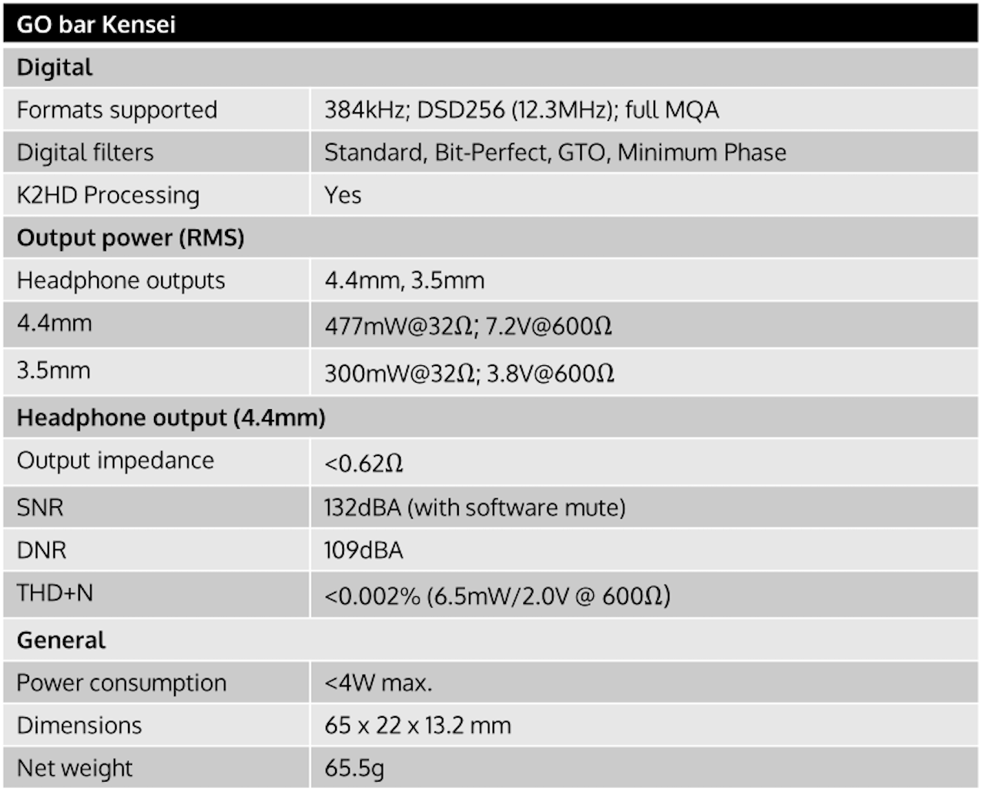 GO bar Kensei
Digital
Formats supported 384kHz; DSD256 (12.3MHz); full MQA
Digital filters Standard, Bit-Perfect, GTO, Minimum Phase
K2HD Processing Yes
Output power (RMS)
Headphone outputs 4.4mm, 3.5mm
4.4mm 477mW@32Ω; 7.2V@600Ω
3.5mm 300mW@32Ω; 3.8V@600Ω
Headphone output (4.4mm)
Output impedance <0.62Ω
SNR 132dBA (with software mute)
DNR 109dBA
THD+N <0.002% (6.5mW/2.0V @ 600Ω)
General
Power consumption <4W max.
Dimensions 65 x 22 x 13.2 mm
Net weight 65.5g